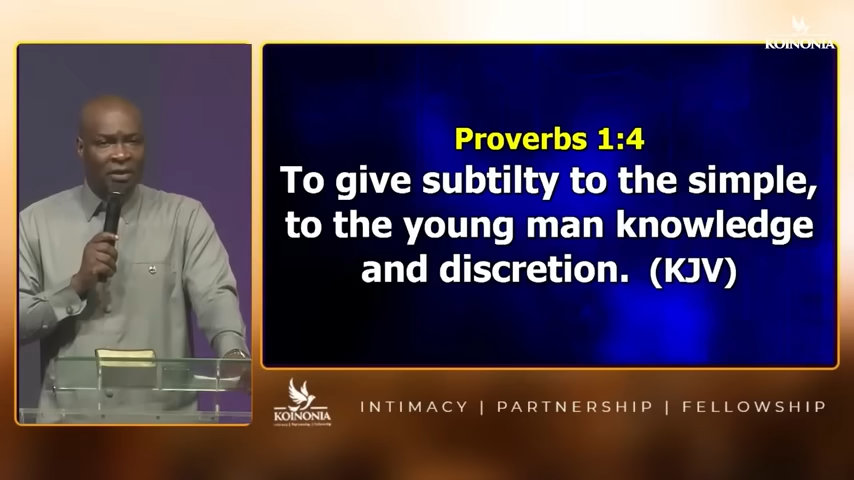 KOINONIA
Proverbs 1:4
To give subtilty to the simple,
to the young man knowledge
and discretion. (KJV)
KOINONIA
INTIMACY | PARTNERSHIP | FELLOWSHIP